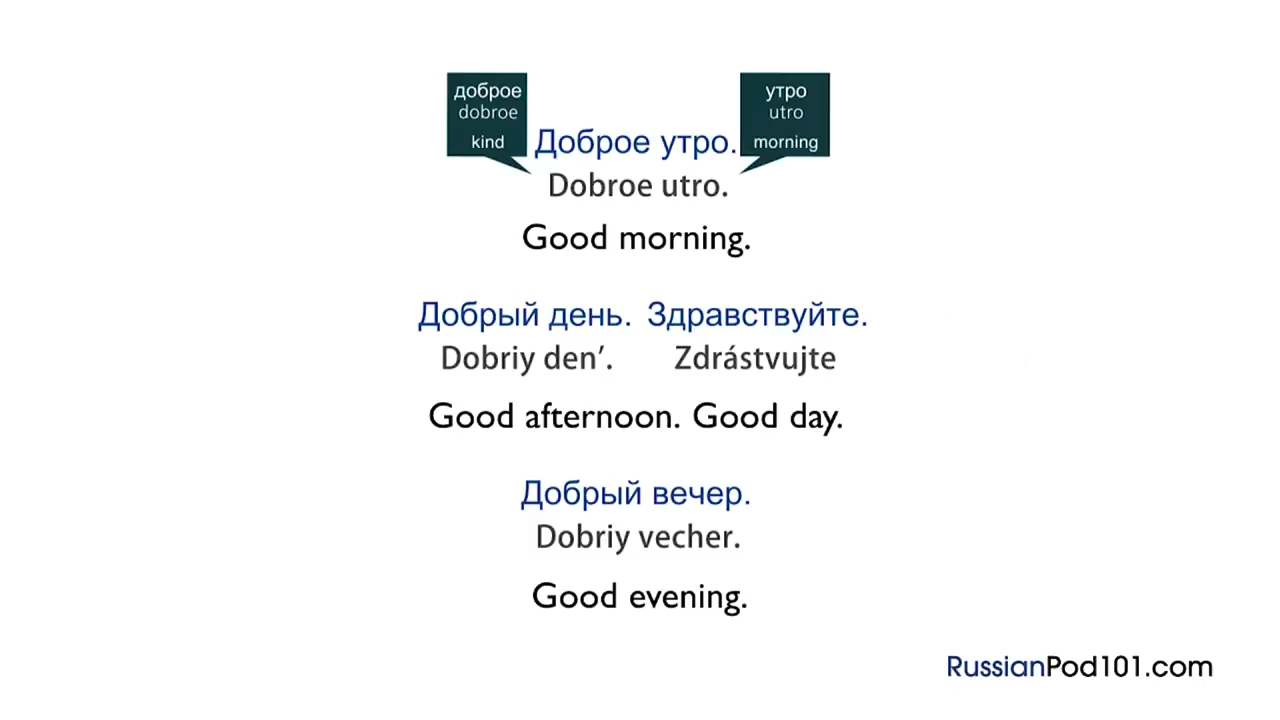 доброе
dobroe
kind
утро
utro
morning
Доброе утро.
Dobroe utro.
Good morning.
Добрый день. Здравствуйте.
Dobriy den’. Zdrástvujte
Good afternoon. Good day.
Добрый вечер.
Dobriy vecher.
Good evening.
RussianPod101.com